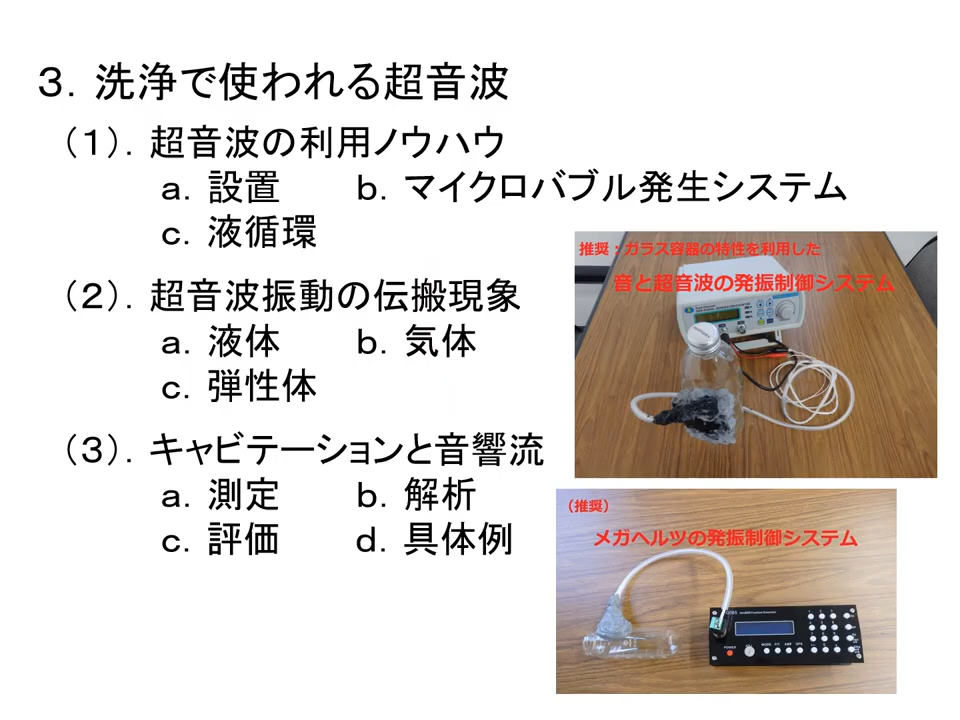 ３．洗浄で使われる超音波
（１）．超音波の利用ノウハウ
ａ．設置　　ｂ．マイクロバブル発生システム
ｃ．液循環
（２）．超音波振動の伝搬現象
ａ．液体　　ｂ．気体
ｃ．弾性体
（３）．キャビテーションと音響流
ａ．測定　　ｂ．解析
ｃ．評価　　ｄ．具体例
推奨：ガラス容器の特性を利用した
音と超音波の発振制御システム
（推奨）
メガヘルツの発振制御システム
POWER